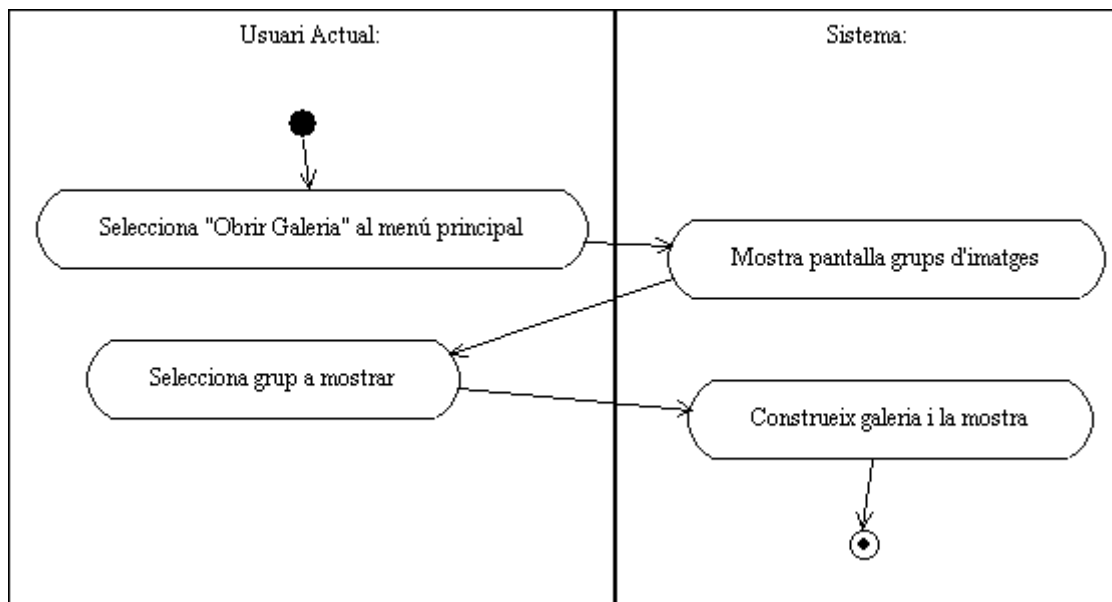 Usuari Actual:
Sistema:
Selecciona "Obrir Galeria" al menú principal
Mostra pantalla grups d'imatges
Selecciona grup a mostrar
Construeix galeria i la mostra